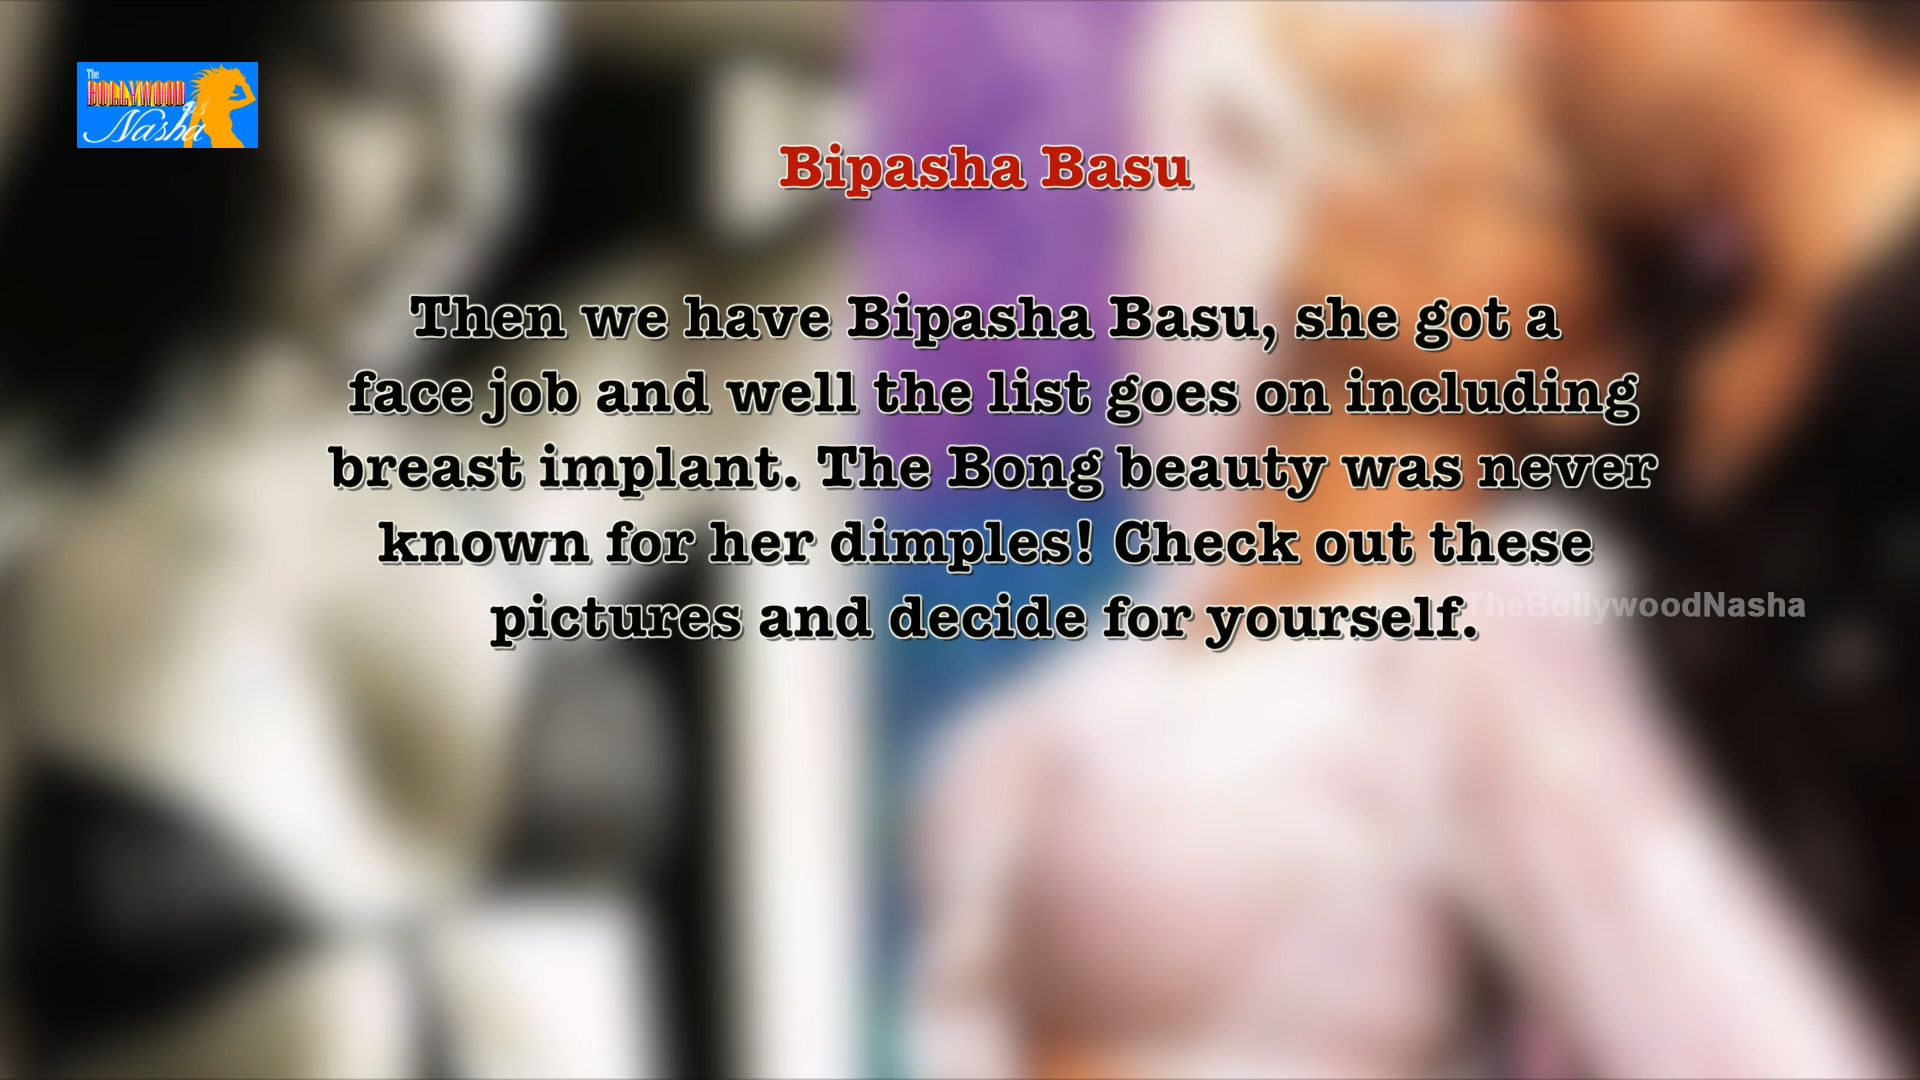 The
BOLLYWOOD
Nasha
Bipasha Basu
Then we have Bipasha Basu, she got a
face job and well the list goes on including
breast implant. The Bong beauty was never
known for her dimples! Check out these
pictures and decide for yourself.
TheBollywoodNasha